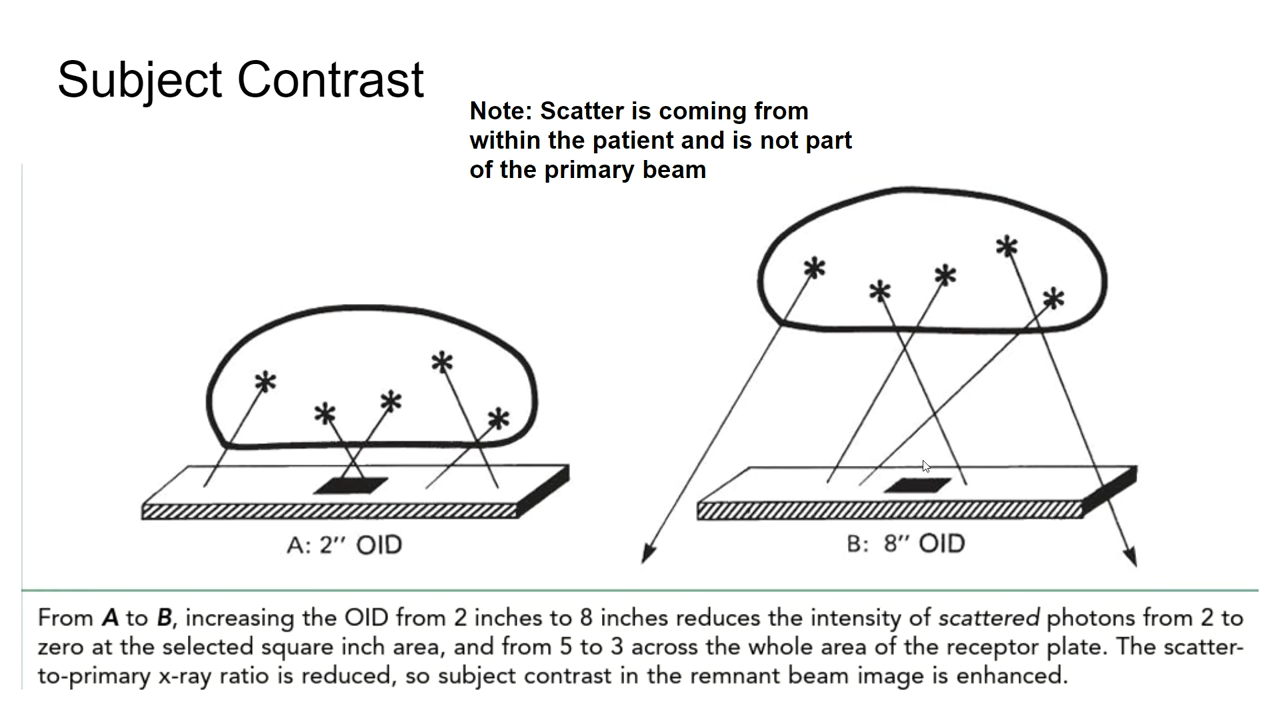 Subject Contrast
Note: Scatter is coming from
within the patient and is not part
of the primary beam
A: 2'' OID
B: 8'' OID
From A to B, increasing the OID from 2 inches to 8 inches reduces the intensity of scattered photons from 2 to
zero at the selected square inch area, and from 5 to 3 across the whole area of the receptor plate. The scatter-
to-primary x-ray ratio is reduced, so subject contrast in the remnant beam image is enhanced.